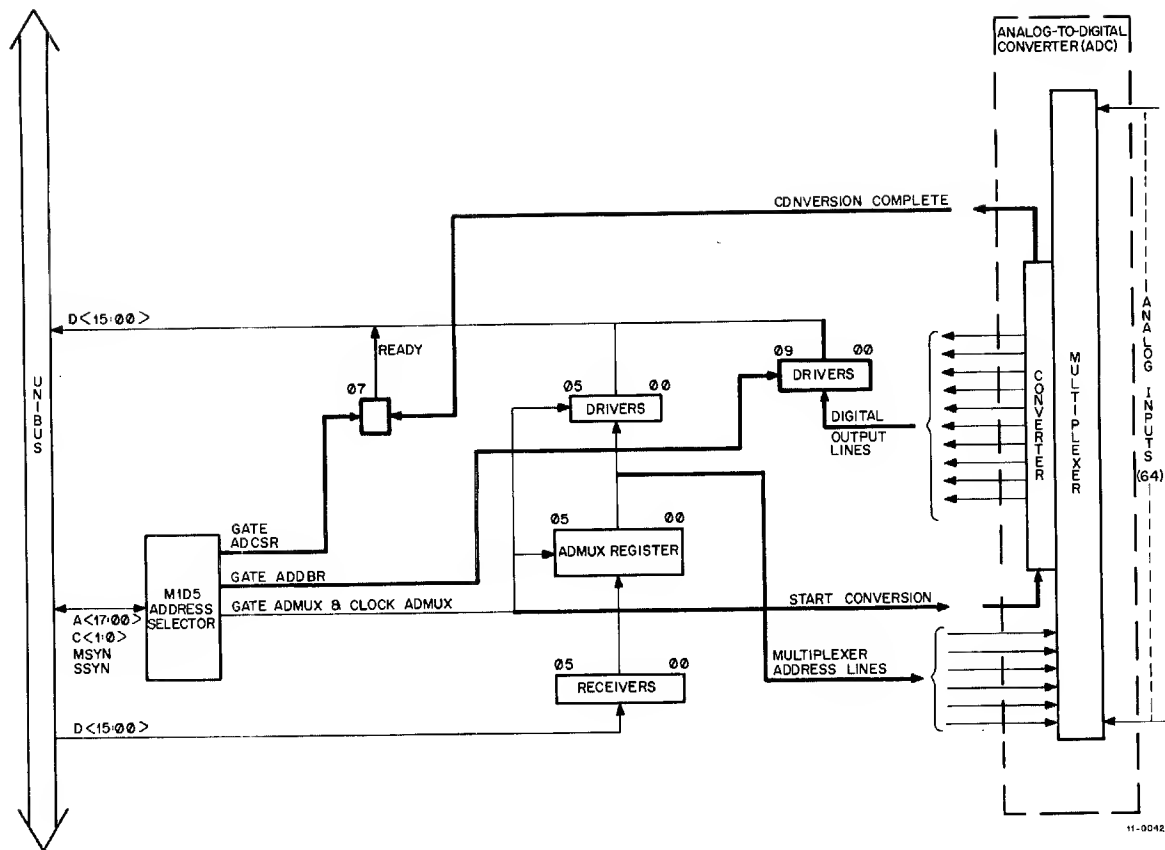 ANALOG-TO-DIGITAL
CONVERTER (ADC)
CDNVERSION COMPLETE
D<15:00>
READY
07
05 00
DRIVERS
09 00
DRIVERS
DIGITAL
OUTPUT
LINES
UNIBUS
CONVERTER
MULTIPLEXER
ANALOG INPUTS
(64)
GATE
ADCSR
05 00
ADMUX REGISTER
M1D5
ADDRESS
SELECTOR
GATE ADDBR
GATE ADMUX & CLOCK ADMUX
START CONVERSION
A<17:00>
C<1:0>
MSYN
SSYN
MULTIPLEXER
ADDRESS LINES
05 00
RECEIVERS
D<15:00>
11-0042